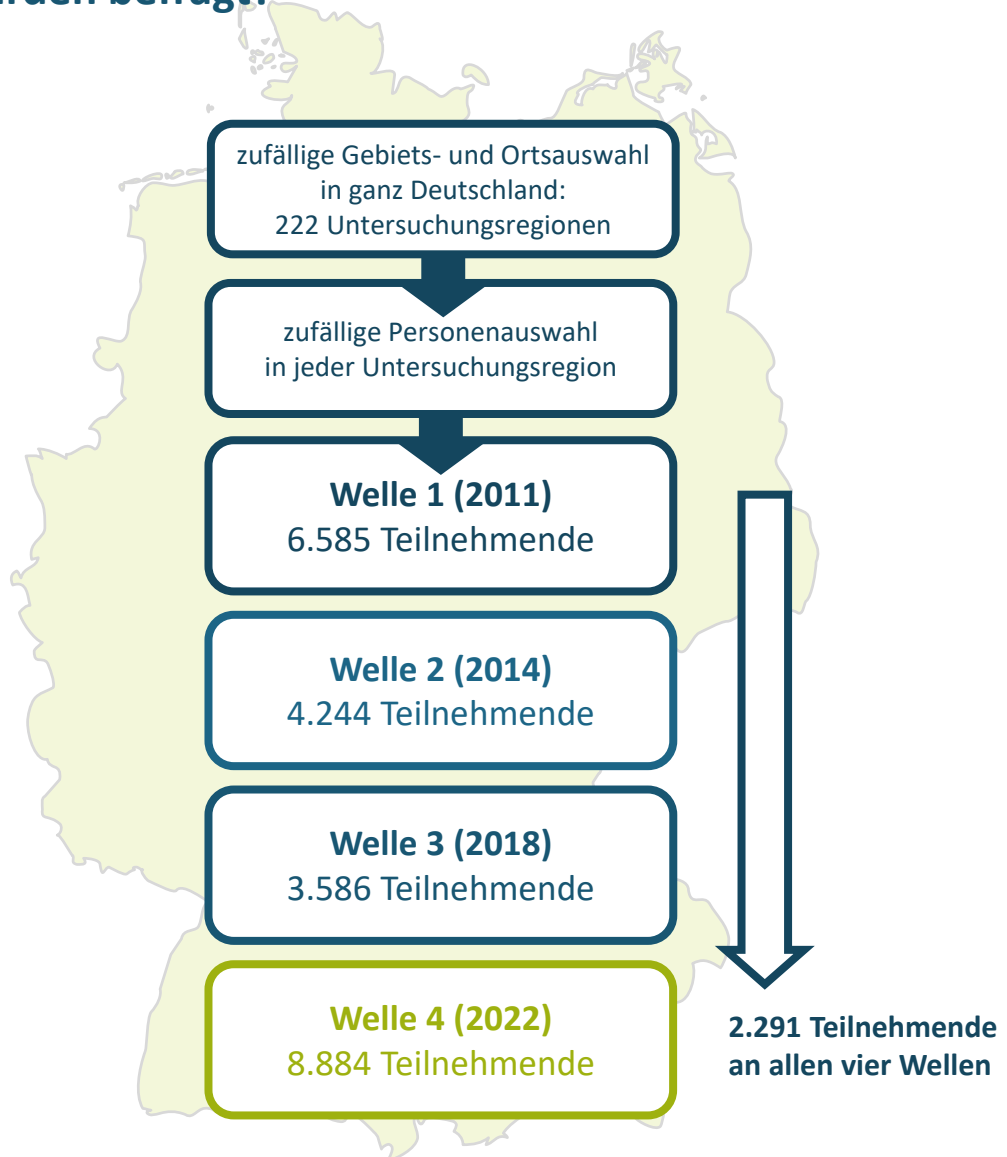 befragt?
zufällige Gebiets- und Ortsauswahl
in ganz Deutschland:
222 Untersuchungsregionen
zufällige Personenauswahl
in jeder Untersuchungsregion
Welle 1 (2011)
6.585 Teilnehmende
Welle 2 (2014)
4.244 Teilnehmende
Welle 3 (2018)
3.586 Teilnehmende
Welle 4 (2022)
8.884 Teilnehmende
2.291 Teilnehmende
an allen vier Wellen